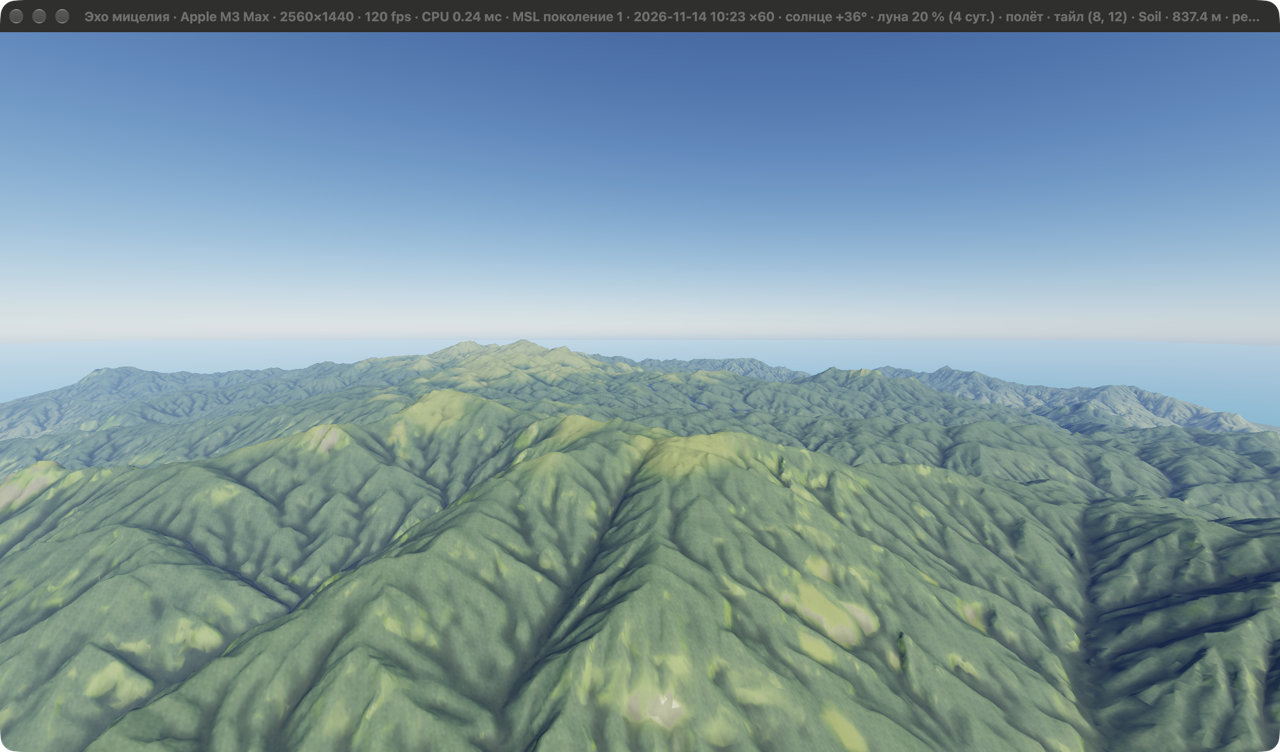 Эхо мицелия · Apple M3 Max · 2560×1440 · 120 fps · CPU 0.24 мс · MSL поколение 1 · 2026-11-14 10:23 ×60 · солнце +36° · луна 20 % (4 сут.) · полёт · тайл (8, 12) · Soil · 837.4 м · ре...